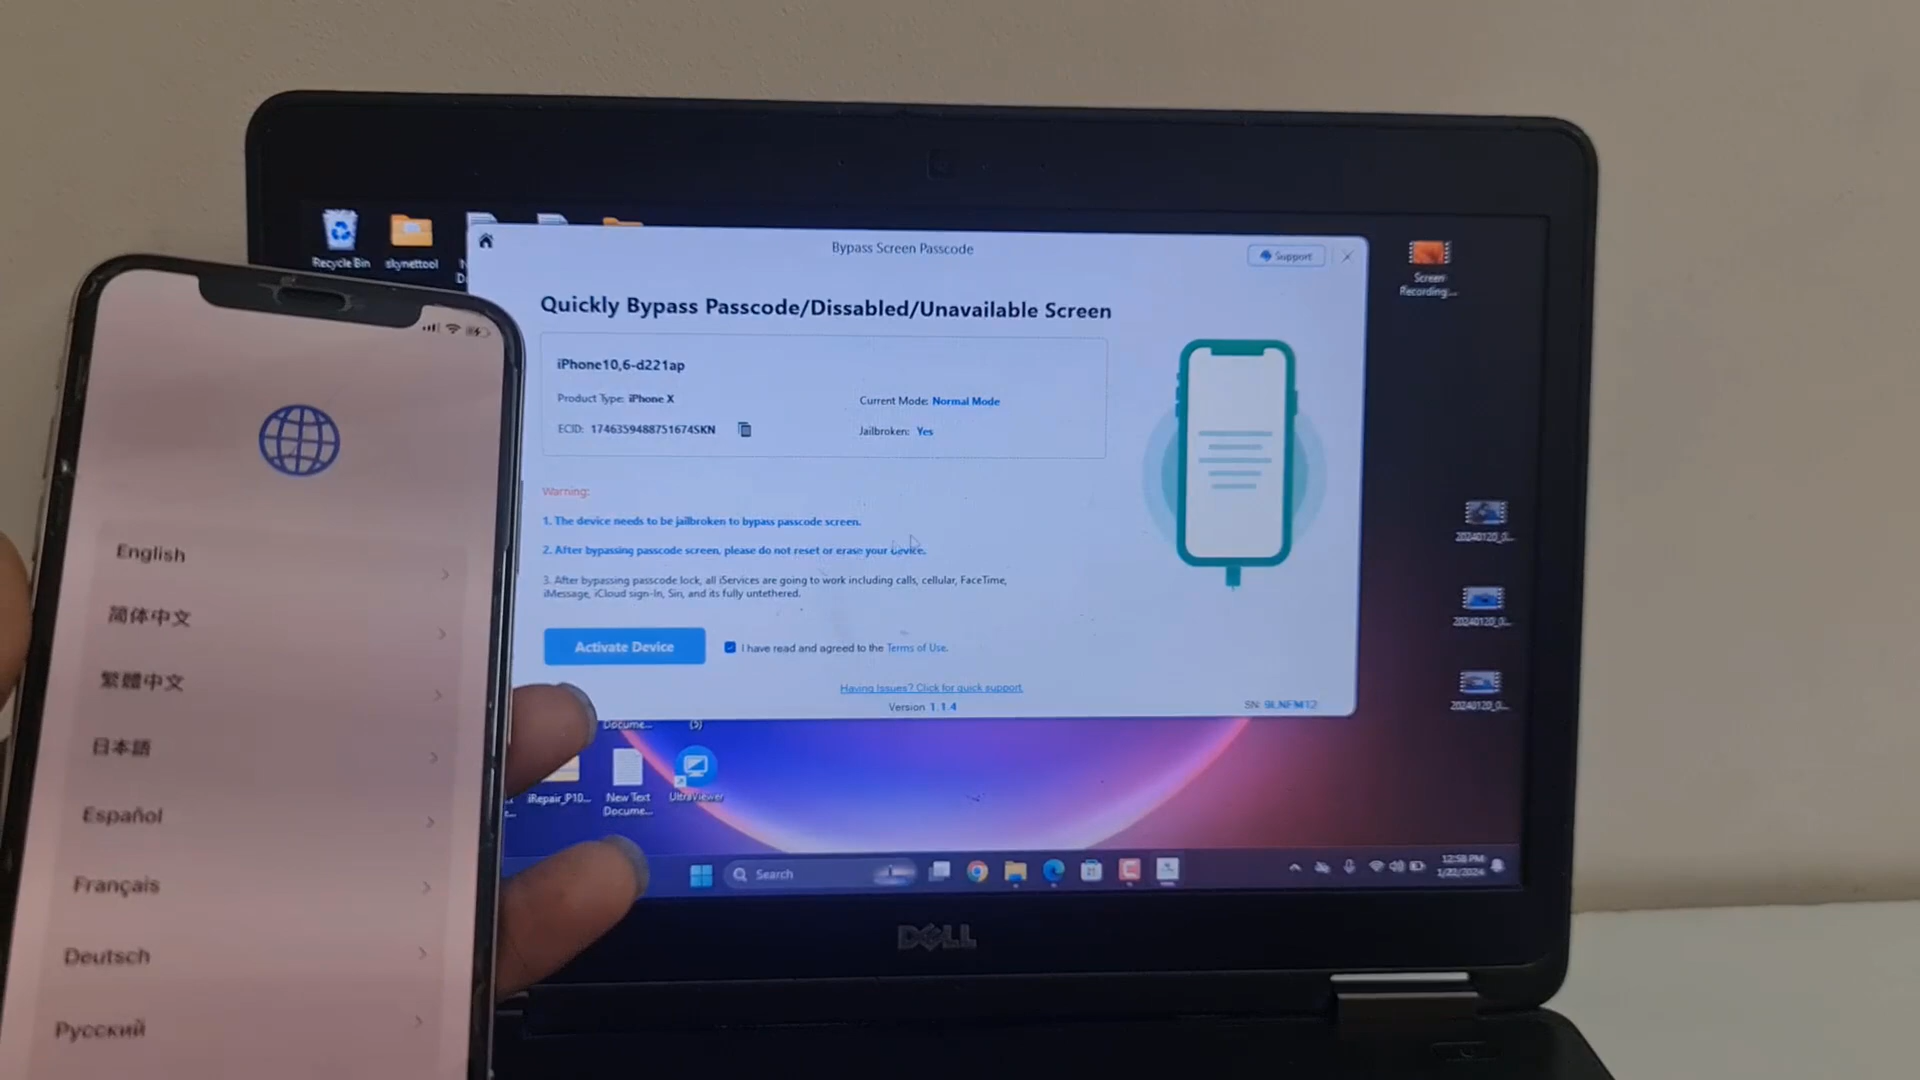 Recycle Bin
skynettool
Bypass Screen Passcode
Support
Quickly Bypass Passcode/Dissabled/Unavailable Screen
iPhone10,6-d221ap
Product Type: iPhone X
Current Mode: Normal Mode
ECID: 1746359488751674SKN
Jailbroken: Yes
Warning:
1. The device needs to be jailbroken to bypass passcode screen.
2. After bypassing passcode screen, please do not reset or erase your device.
3. After bypassing passcode lock, all iServices are going to work including calls, cellular, FaceTime,
iMessage, iCloud sign-In, Siri, and its fully untethered.
Activate Device
I have read and agreed to the Terms of Use.
Having Issues? Click for quick support
Version 1.1.4
SN: 9LNFM12
Screen
Recording...
20240120_0...
20240120_0...
20240120_0...
Docume...
(5)
iRepair_P10...
New Text
Docume...
UltraViewer
Search
12:58 PM
1/22/2024
DELL
English
简体中文
繁體中文
日本語
Español
Français
Deutsch
Русский